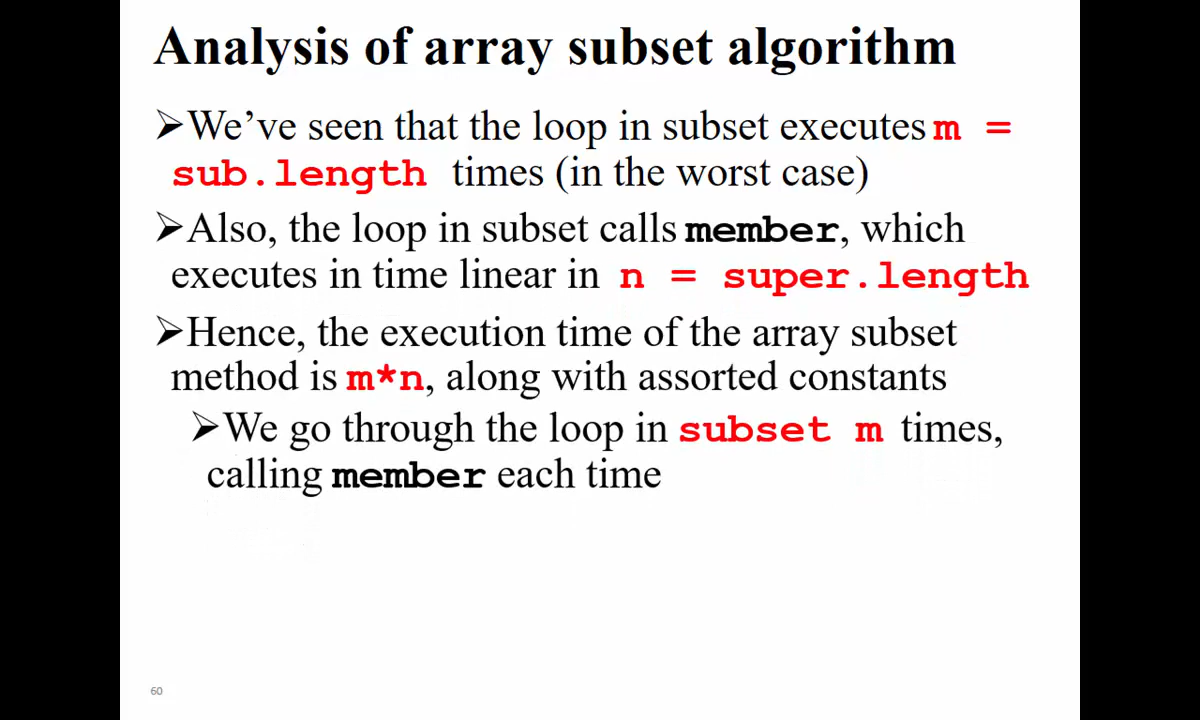 Analysis of array subset algorithm
➢We’ve seen that the loop in subset executes m =
sub.length times (in the worst case)
➢Also, the loop in subset calls member, which
executes in time linear in n = super.length
➢Hence, the execution time of the array subset
method is m*n, along with assorted constants
➢We go through the loop in subset m times,
calling member each time
60